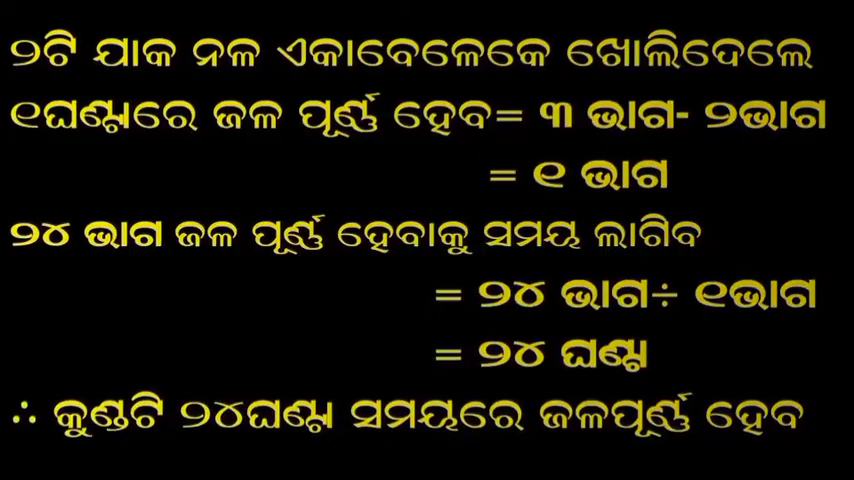 ୨ଟି ଯାକ ନଳ ଏକାବେଳେକେ ଖୋଲିଦେଲେ
୧ଘଣ୍ଟାରେ ଜଳ ପୂର୍ଣ୍ଣ ହେବ= ୩ ଭାଗ- ୨ଭାଗ
= ୧ ଭାଗ
୨୪ ଭାଗ ଜଳ ପୂର୍ଣ୍ଣ ହେବାକୁ ସମୟ ଲାଗିବ
= ୨୪ ଭାଗ÷ ୧ଭାଗ
= ୨୪ ଘଣ୍ଟା
∴ କୁଣ୍ଡଟି ୨୪ଘଣ୍ଟା ସମୟରେ ଜଳପୂର୍ଣ୍ଣ ହେବ